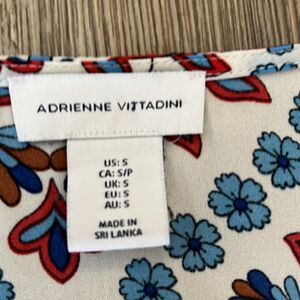 ADRIENNE VITTADINI
US: S
CA: S/P
UK: S
EU: S
AU: S
MADE IN
SRI LANKA